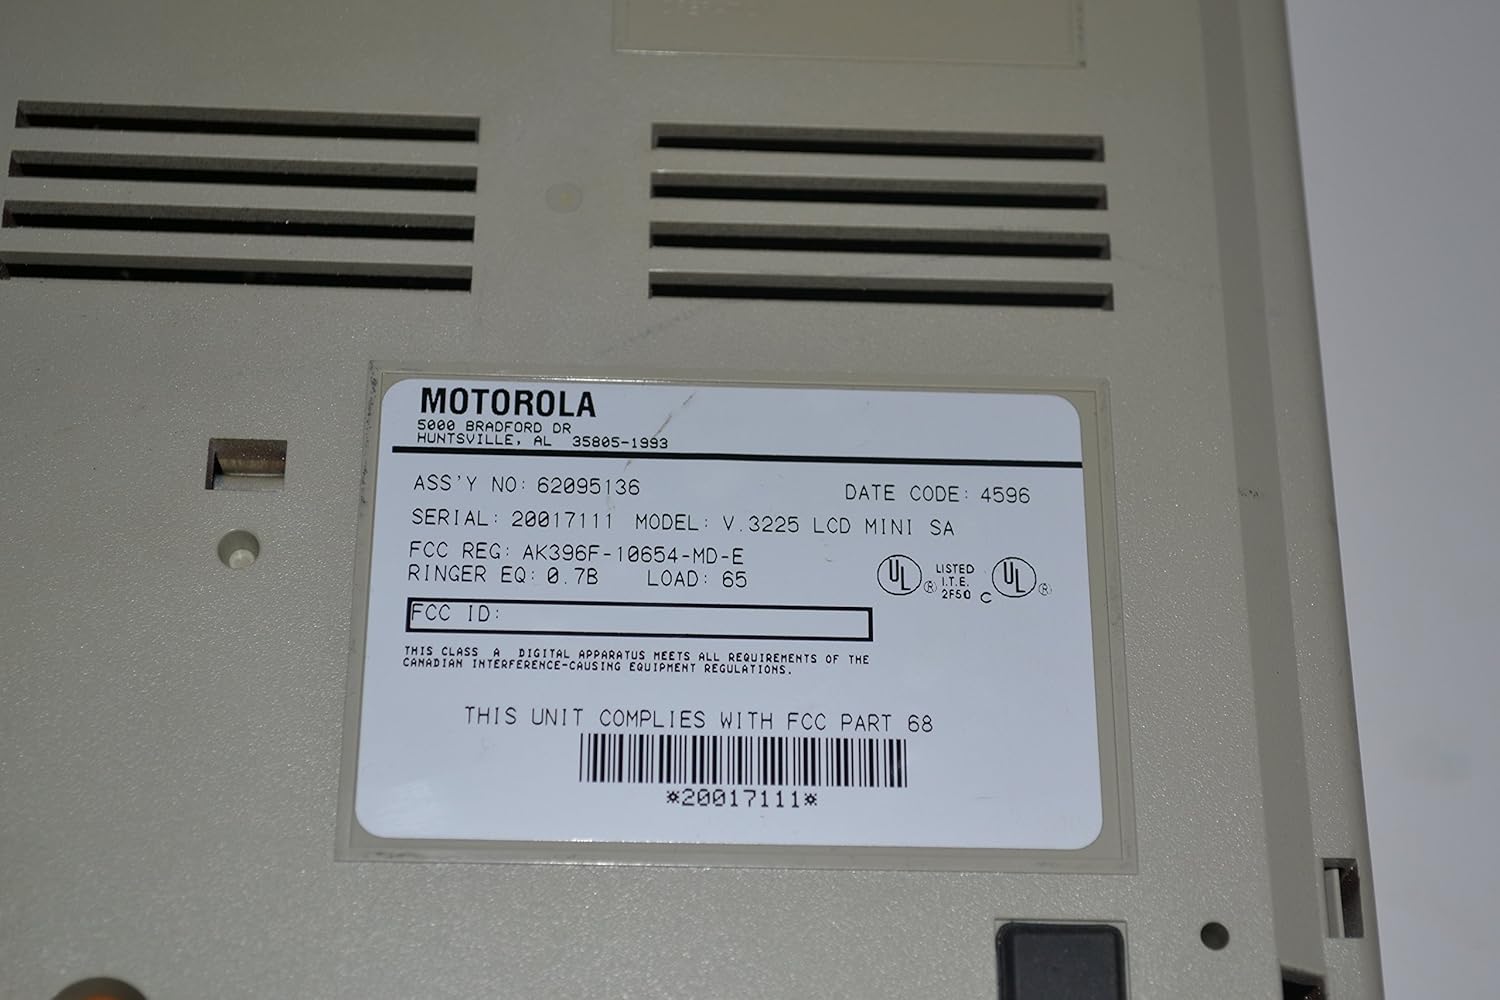 MOTOROLA
5000 BRADFORD DR
HUNTSVILLE, AL 35805-1993
ASS'Y NO: 62095136 DATE CODE: 4596
SERIAL: 20017111 MODEL: V.3225 LCD MINI SA
FCC REG: AK396F-10654-MD-E
RINGER EQ: 0.7B LOAD: 65
UL ® LISTED I.T.E. 2F50 C UL ®
FCC ID:
THIS CLASS A DIGITAL APPARATUS MEETS ALL REQUIREMENTS OF THE
CANADIAN INTERFERENCE-CAUSING EQUIPMENT REGULATIONS.
THIS UNIT COMPLIES WITH FCC PART 68
*20017111*